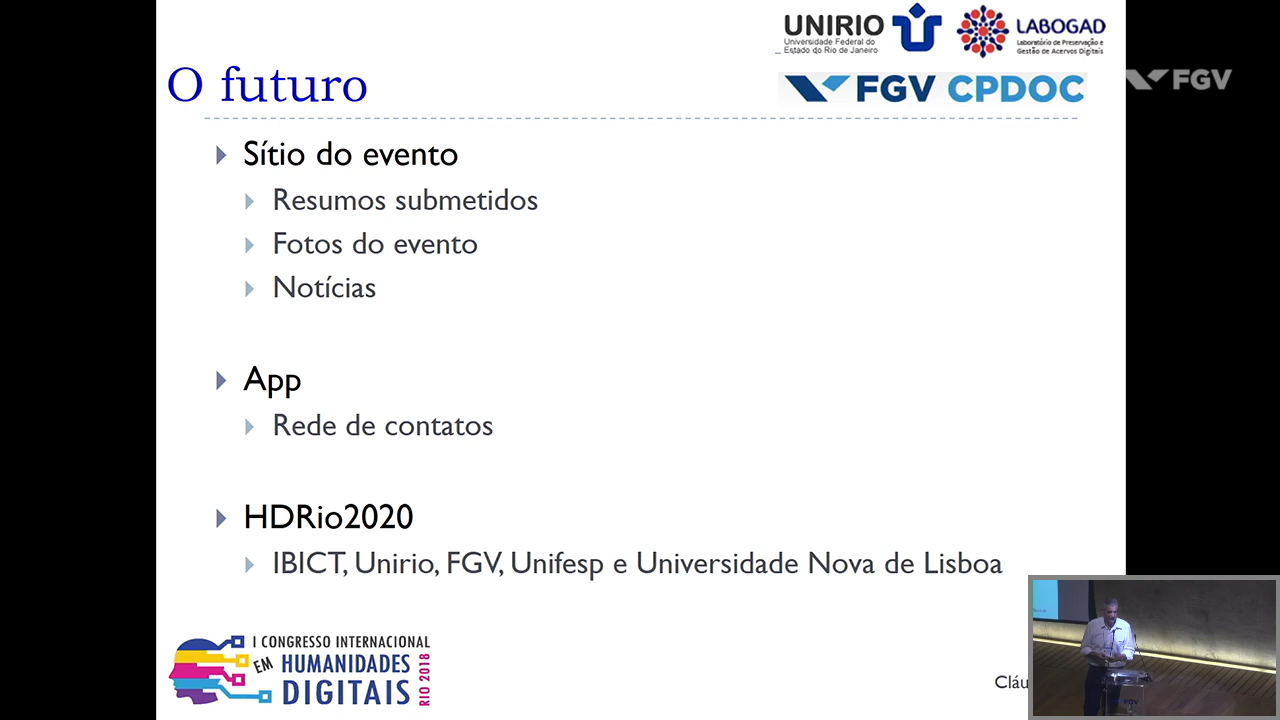 UNIRIO
Universidade Federal do
Estado do Rio de Janeiro
LABOGAD
Laboratório de Preservação e
Gestão de Acervos Digitais
FGV CPDOC
FGV
O futuro
Sítio do evento
Resumos submetidos
Fotos do evento
Notícias
App
Rede de contatos
HDRio2020
IBICT, Unirio, FGV, Unifesp e Universidade Nova de Lisboa
I CONGRESSO INTERNACIONAL
EM HUMANIDADES
DIGITAIS
RIO 2018
Cláu
FGV